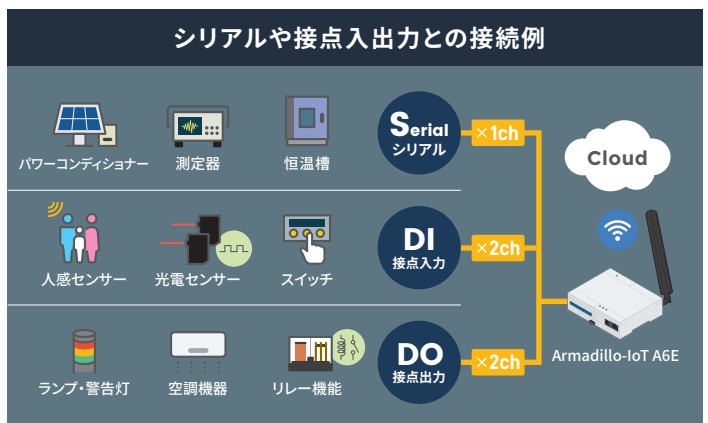 シリアルや接点入出力との接続例
パワーコンディショナー 測定器 恒温槽
Serial
シリアル
×1ch
人感センサー 光電センサー スイッチ
DI
接点入力
×2ch
ランプ・警告灯 空調機器 リレー機能
DO
接点出力
×2ch
Cloud
Armadillo-IoT A6E